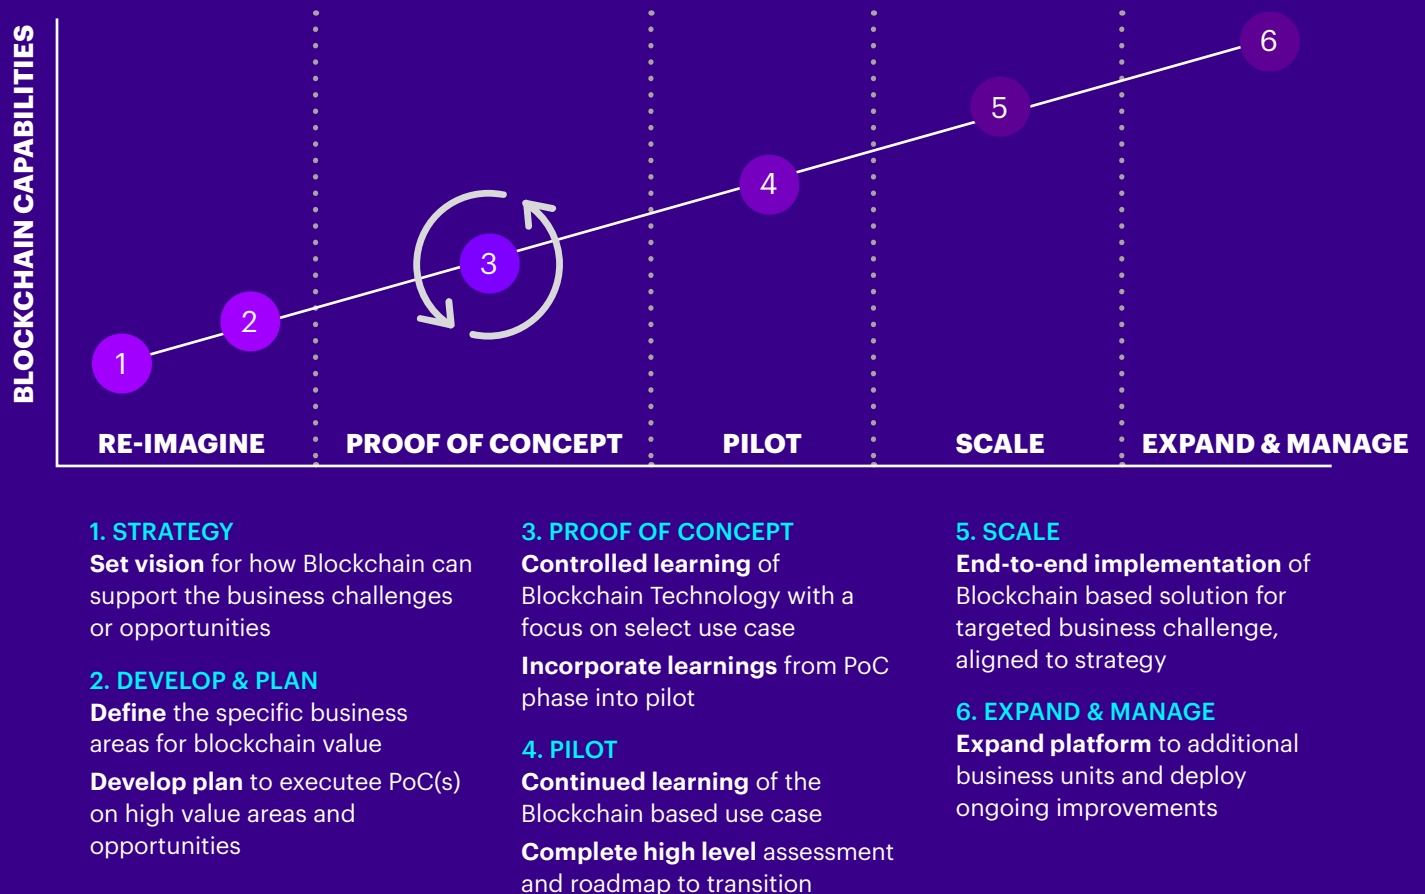 BLOCKCHAIN CAPABILITIES
1
2
3
4
5
6
RE-IMAGINE
PROOF OF CONCEPT
PILOT
SCALE
EXPAND & MANAGE
1. STRATEGY
Set vision for how Blockchain can
support the business challenges
or opportunities
2. DEVELOP & PLAN
Define the specific business
areas for blockchain value
Develop plan to executee PoC(s)
on high value areas and
opportunities
3. PROOF OF CONCEPT
Controlled learning of
Blockchain Technology with a
focus on select use case
Incorporate learnings from PoC
phase into pilot
4. PILOT
Continued learning of the
Blockchain based use case
Complete high level assessment
and roadmap to transition
5. SCALE
End-to-end implementation of
Blockchain based solution for
targeted business challenge,
aligned to strategy
6. EXPAND & MANAGE
Expand platform to additional
business units and deploy
ongoing improvements